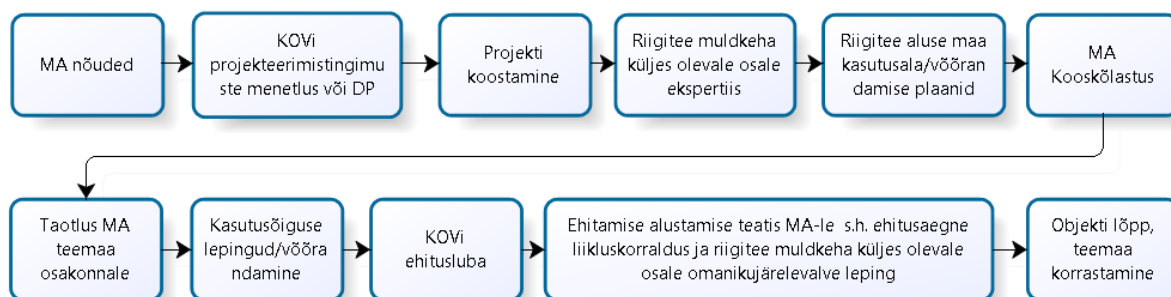 MA nõuded
KOVi
projekteerimistingimu
ste menetlus või DP
Projekti
koostamine
Riigitee muldkeha
küljes olevale osale
ekspertiis
Riigitee aluse maa
kasutusala/võõran
damise plaanid
MA
Kooskõlastus
Taotlus MA
teemaa
osakonnale
Kasutusõiguse
lepingud/võõra
ndamine
KOVi
ehitusluba
Ehitamise alustamise teatis MA-le s.h. ehitusaegne
liikluskorraldus ja riigitee muldkeha küljes olevale
osale omanikujärelevalve leping
Objekti lõpp,
teemaa
korrastamine